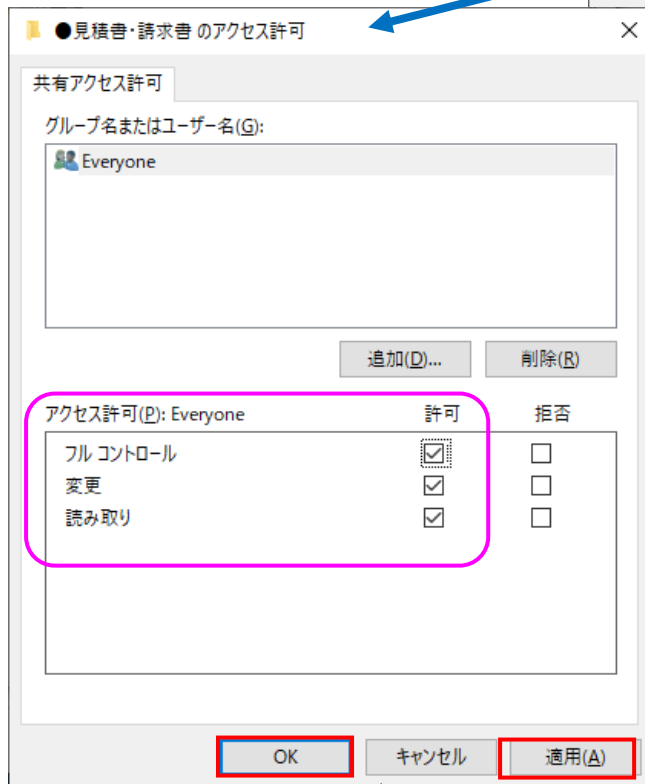 ●見積書・請求書 のアクセス許可
共有アクセス許可
グループ名またはユーザー名(G):
Everyone
追加(D)...
削除(R)
アクセス許可(P): Everyone 許可 拒否
フル コントロール
変更
読み取り
OK
キャンセル
適用(A)